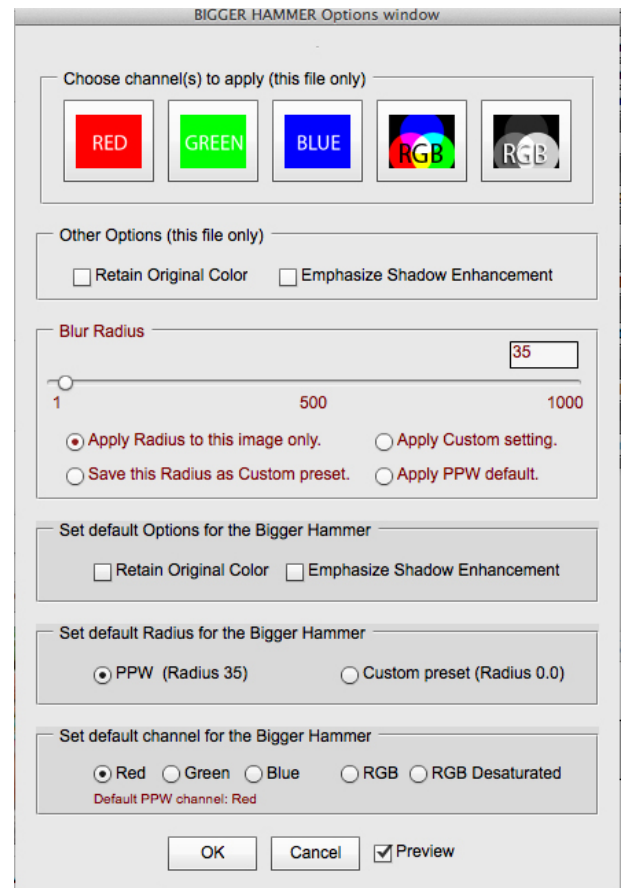 BIGGER HAMMER Options window
Choose channel(s) to apply (this file only)
RED GREEN BLUE RGB RGB
Other Options (this file only)
Retain Original Color Emphasize Shadow Enhancement
Blur Radius
35
1 500 1000
Apply Radius to this image only. Apply Custom setting.
Save this Radius as Custom preset. Apply PPW default.
Set default Options for the Bigger Hammer
Retain Original Color Emphasize Shadow Enhancement
Set default Radius for the Bigger Hammer
PPW (Radius 35) Custom preset (Radius 0.0)
Set default channel for the Bigger Hammer
Red Green Blue RGB RGB Desaturated
Default PPW channel: Red
OK Cancel Preview